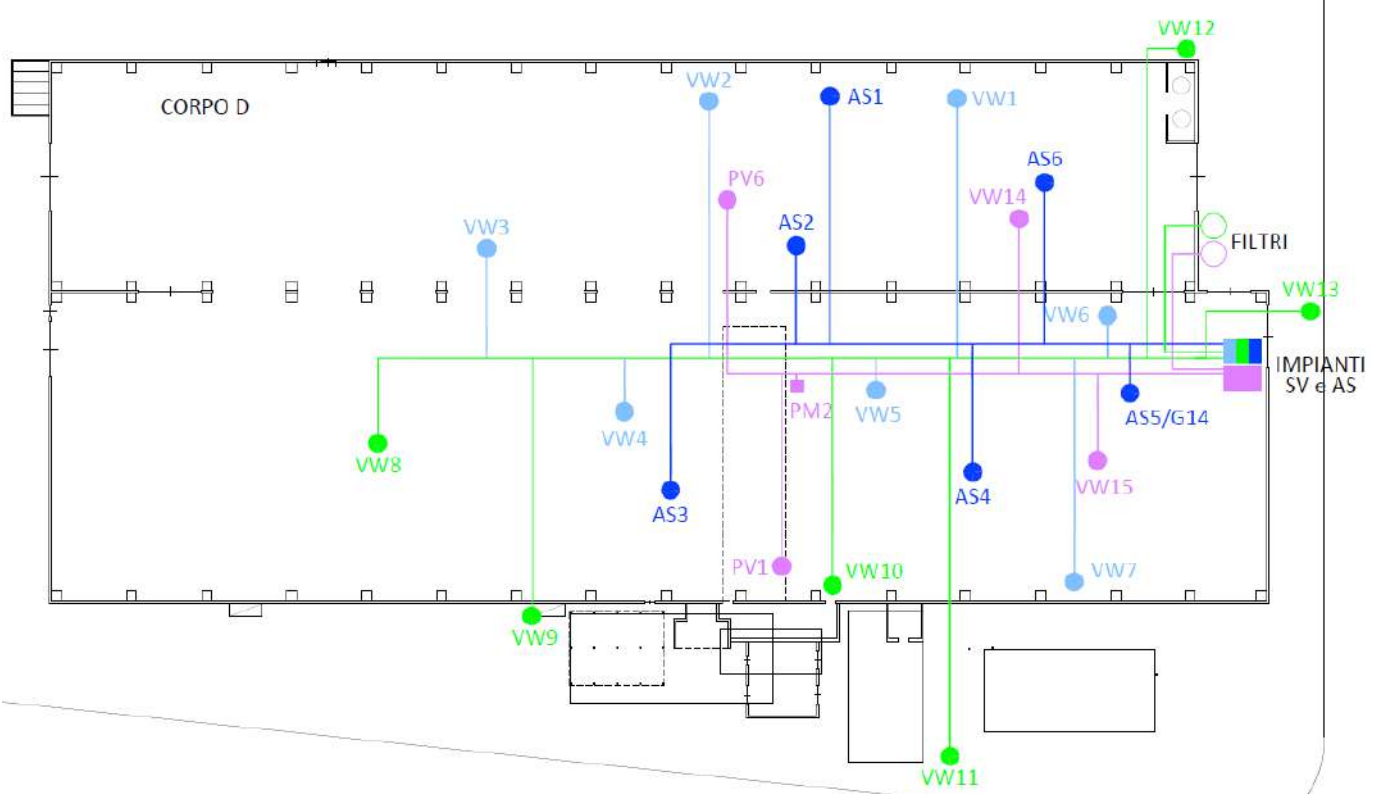 VW12
VW2
AS1
VW1
CORPO D
AS6
PV6
VW14
AS2
VW3
FILTRI
VW13
VW6
IMPIANTI
SV e AS
PM2
VW5
AS5/G14
VW4
VW8
VW15
AS4
AS3
PV1
VW10
VW7
VW9
VW11